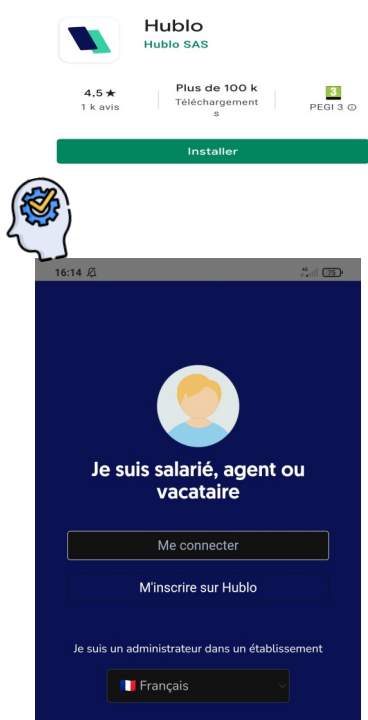 Hublo
Hublo SAS
4,5★
1 k avis
Plus de 100 k
Téléchargement
s
3
PEGI 3
Installer
16:14
4G
75
Je suis salarié, agent ou
vacataire
Me connecter
M'inscrire sur Hublo
Je suis un administrateur dans un établissement
Français